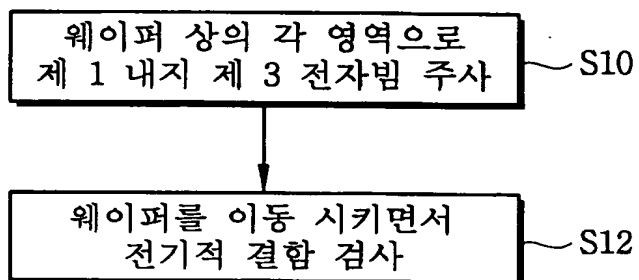 웨이퍼 상의 각 영역으로
제 1 내지 제 3 전자빔 주사
S10
웨이퍼를 이동 시키면서
전기적 결함 검사
S12